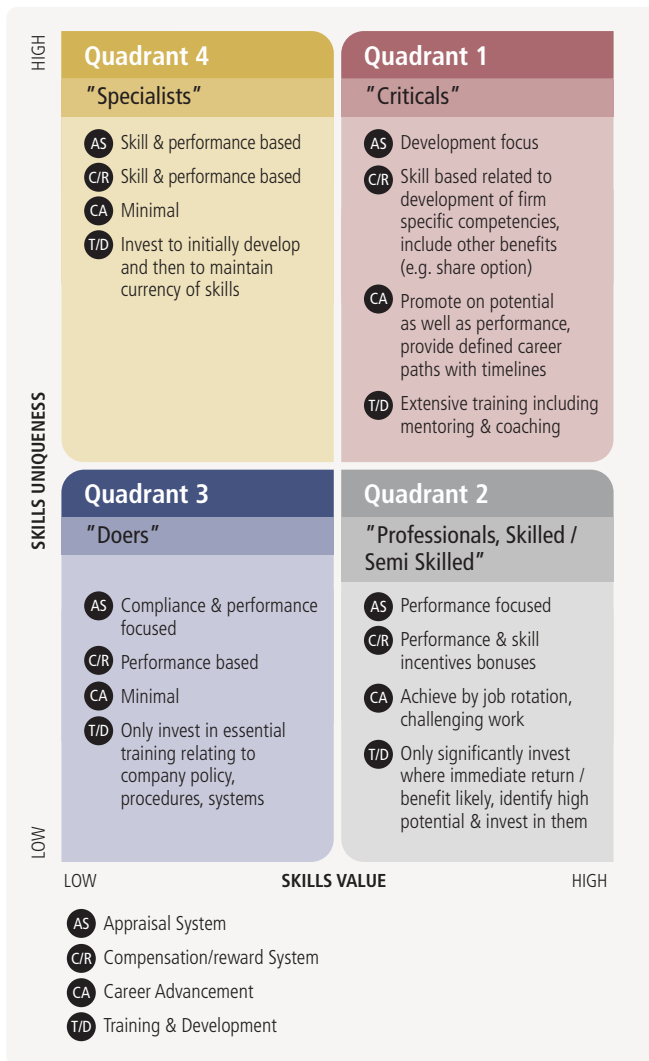 HIGH
Quadrant 4
"Specialists"
AS Skill & performance based
C/R Skill & performance based
CA Minimal
T/D Invest to initially develop
and then to maintain
currency of skills
Quadrant 1
"Criticals"
AS Development focus
C/R Skill based related to
development of firm
specific competencies,
include other benefits
(e.g. share option)
CA Promote on potential
as well as performance,
provide defined career
paths with timelines
T/D Extensive training including
mentoring & coaching
SKILLS UNIQUENESS
Quadrant 3
"Doers"
AS Compliance & performance
focused
C/R Performance based
CA Minimal
T/D Only invest in essential
training relating to
company policy,
procedures, systems
Quadrant 2
"Professionals, Skilled /
Semi Skilled"
AS Performance focused
C/R Performance & skill
incentives bonuses
CA Achieve by job rotation,
challenging work
T/D Only significantly invest
where immediate return /
benefit likely, identify high
potential & invest in them
LOW
LOW
SKILLS VALUE
HIGH
AS Appraisal System
C/R Compensation/reward System
CA Career Advancement
T/D Training & Development